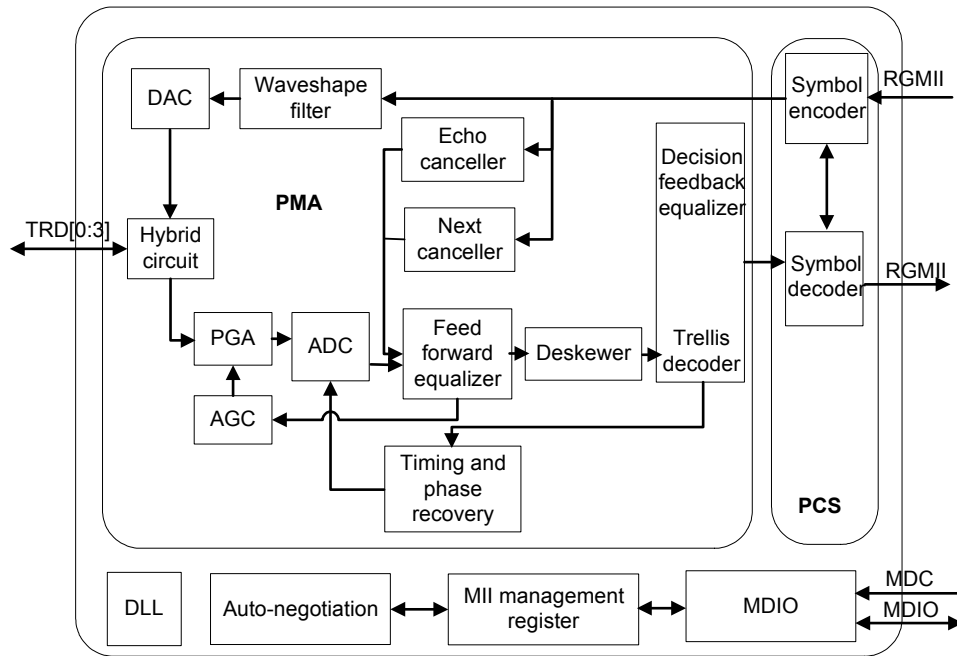 DAC
Waveshape
filter
Symbol
encoder
RGMII
Echo
canceller
Decision
feedback
equalizer
PMA
TRD[0:3]
Hybrid
circuit
Next
canceller
Symbol
decoder
RGMII
PGA
ADC
Feed
forward
equalizer
Deskewer
Trellis
decoder
AGC
Timing and
phase
recovery
PCS
DLL
Auto-negotiation
MII management
register
MDIO
MDC
MDIO